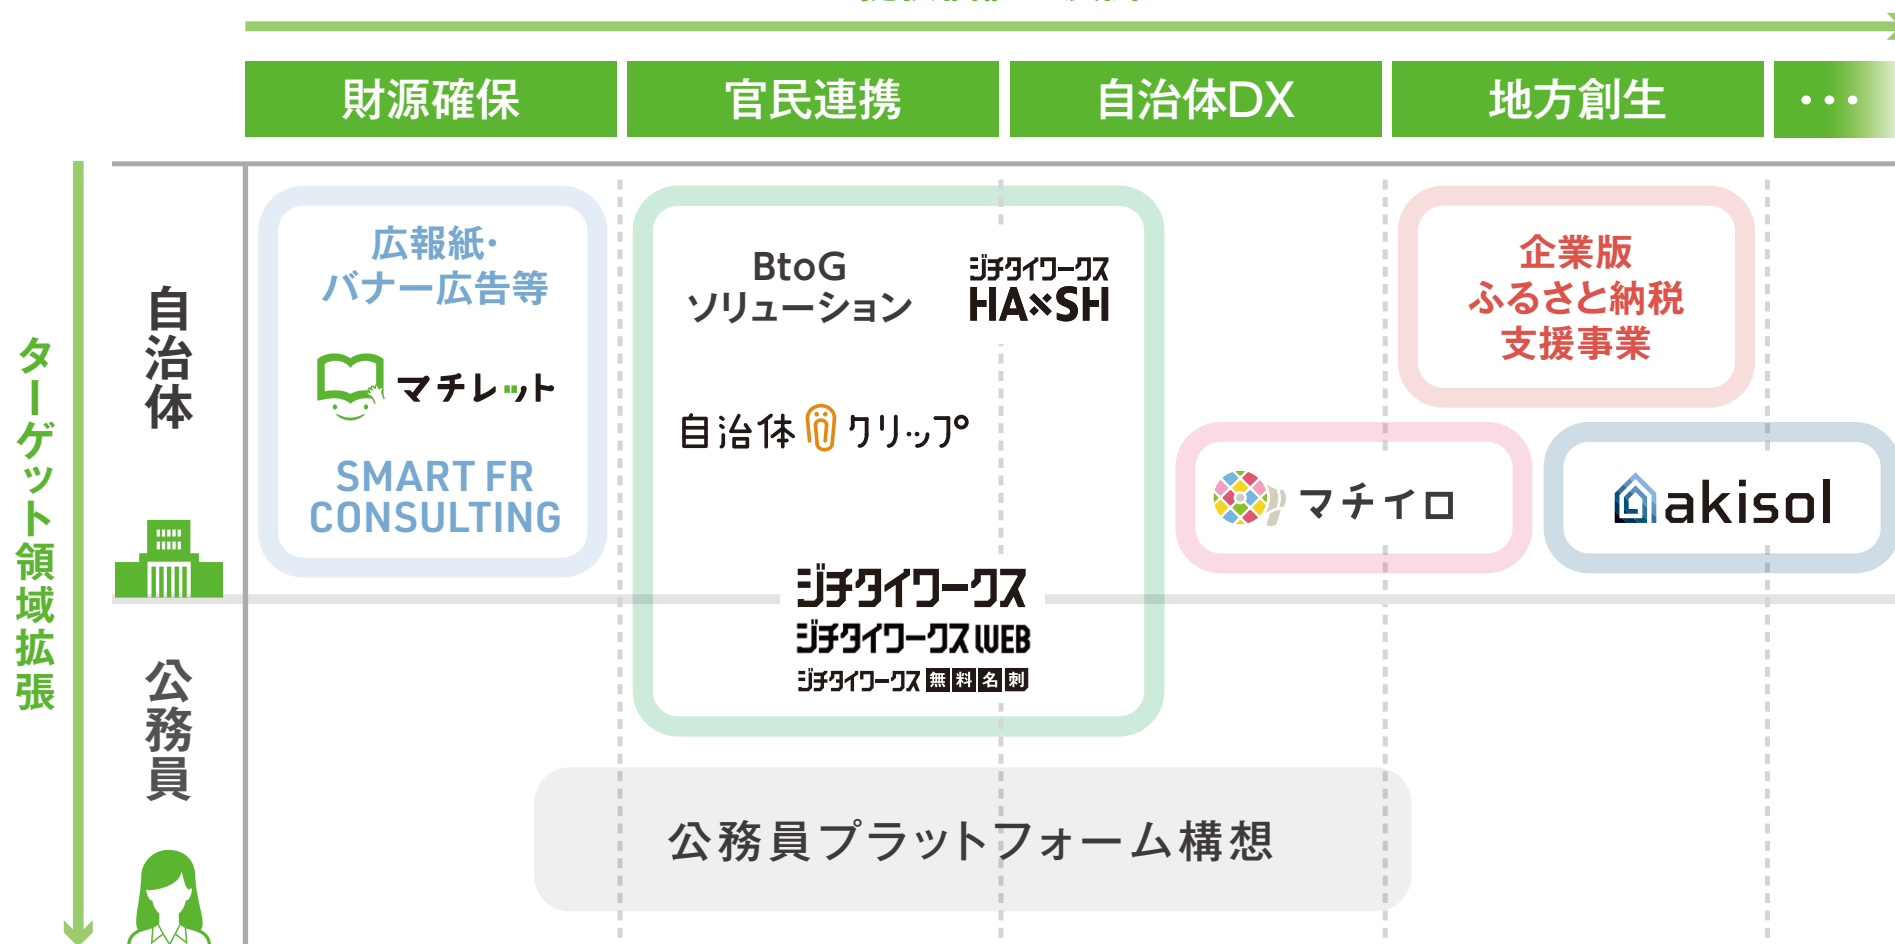 財源確保
官民連携
自治体DX
地方創生
・・・
ターゲット領域拡張
自治体
広報紙・
バナー広告等
マチレット
SMART FR
CONSULTING
BtoG
ソリューション
ジチタイワークス
HA×SH
自治体クリップ
ジチタイワークス
ジチタイワークス WEB
ジチタイワークス 無料名刺
企業版
ふるさと納税
支援事業
マチイロ
akisol
公務員
公務員プラットフォーム構想